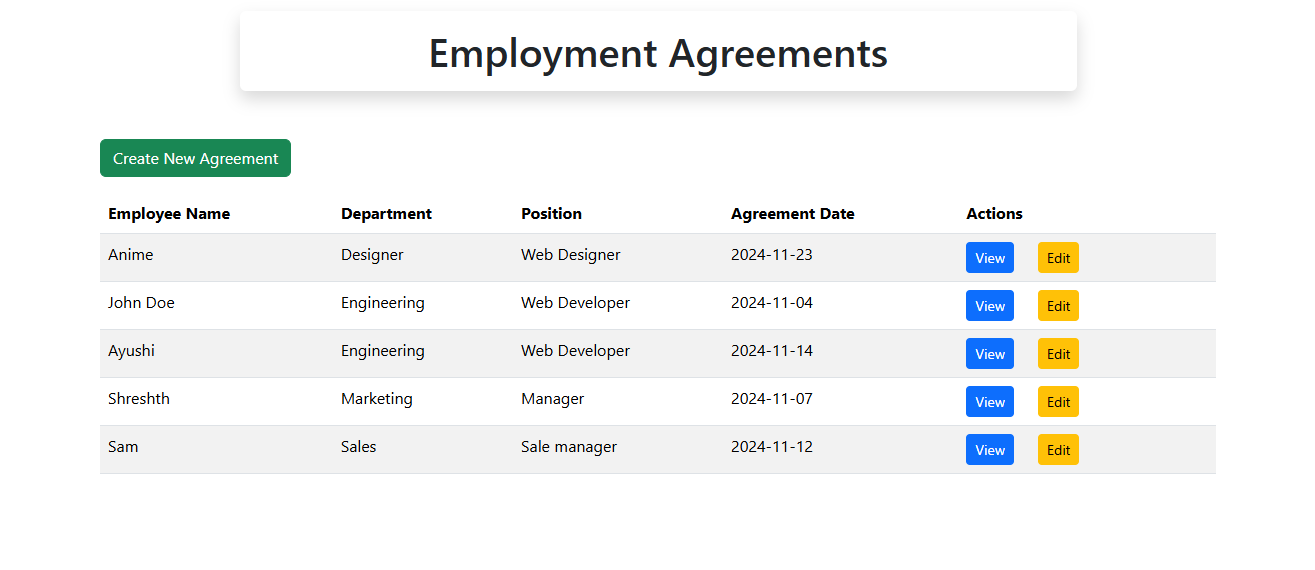 Employment Agreements
Create New Agreement
Employee Name Department Position Agreement Date Actions
Anime Designer Web Designer 2024-11-23 View Edit
John Doe Engineering Web Developer 2024-11-04 View Edit
Ayushi Engineering Web Developer 2024-11-14 View Edit
Shreshth Marketing Manager 2024-11-07 View Edit
Sam Sales Sale manager 2024-11-12 View Edit